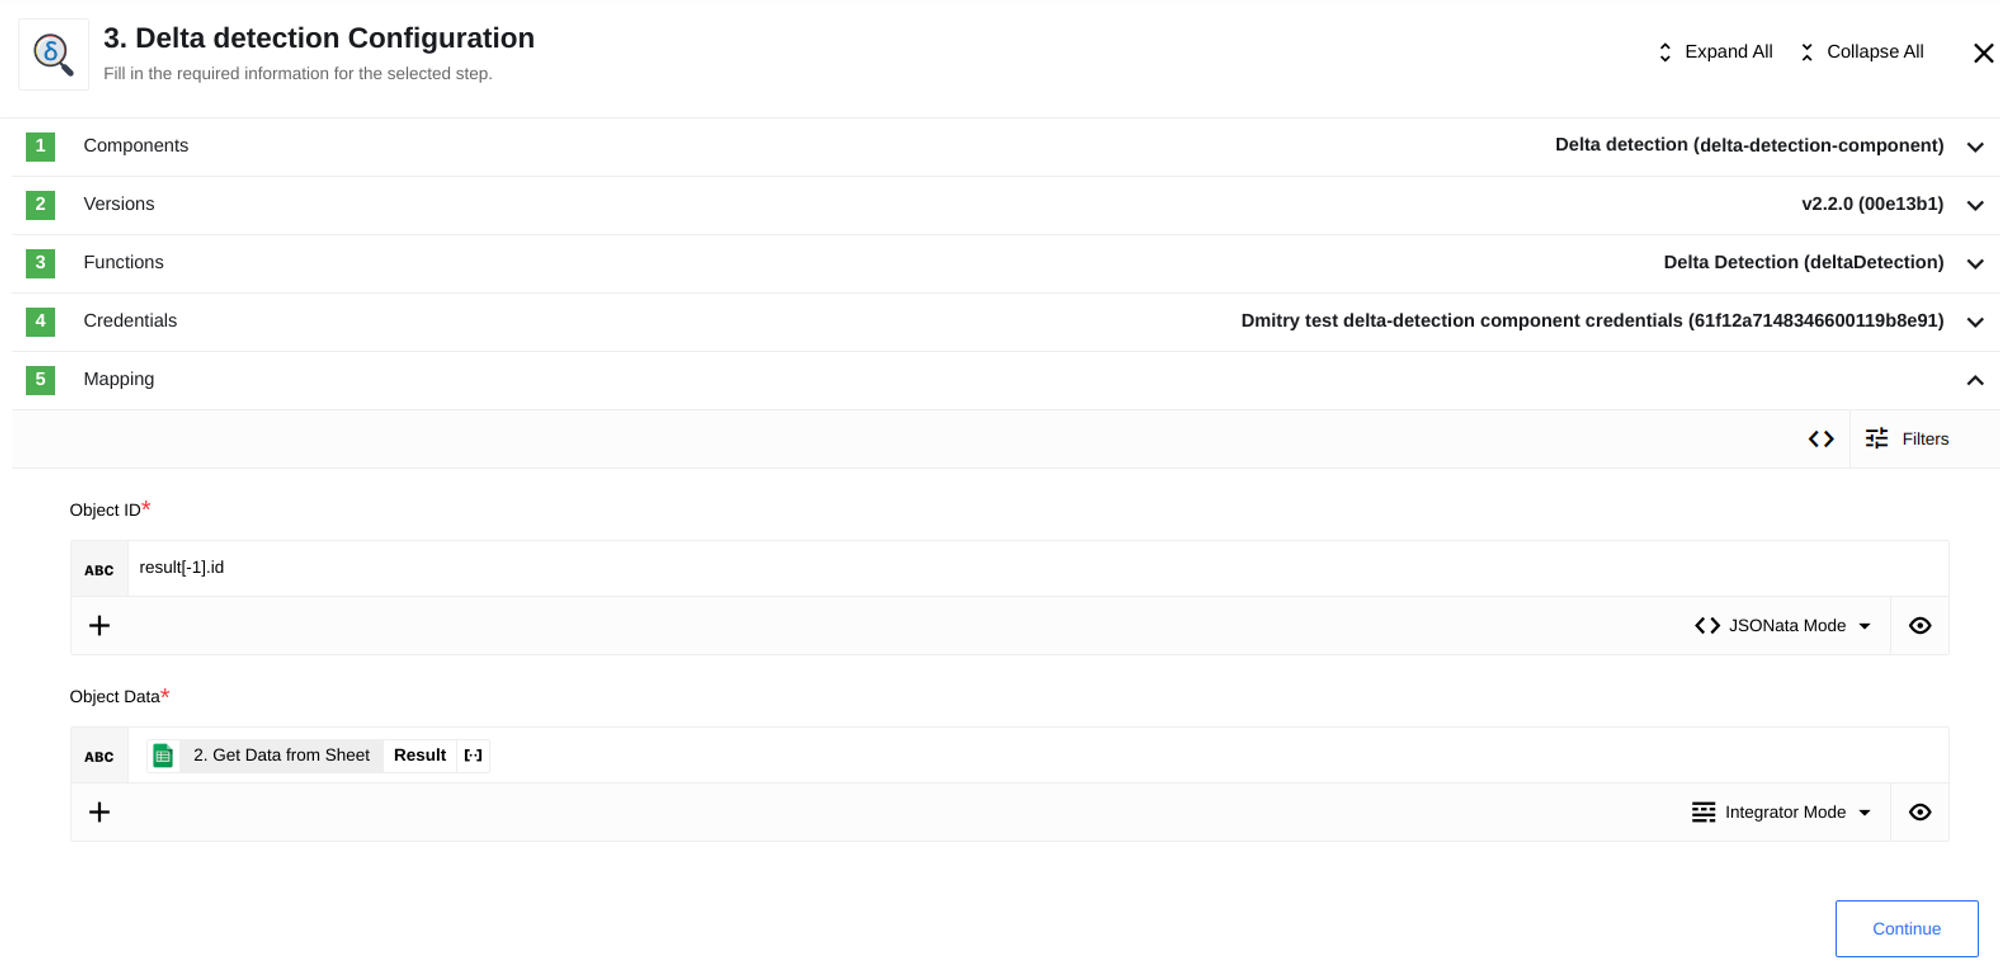 δ
3. Delta detection Configuration
Fill in the required information for the selected step.
Expand All
Collapse All
1 Components Delta detection (delta-detection-component)
2 Versions v2.2.0 (00e13b1)
3 Functions Delta Detection (deltaDetection)
4 Credentials Dmitry test delta-detection component credentials (61f12a7148346600119b8e91)
5 Mapping
Filters
Object ID*
ABC result[-1].id
JSONata Mode
Object Data*
ABC 2. Get Data from Sheet Result
Integrator Mode
Continue